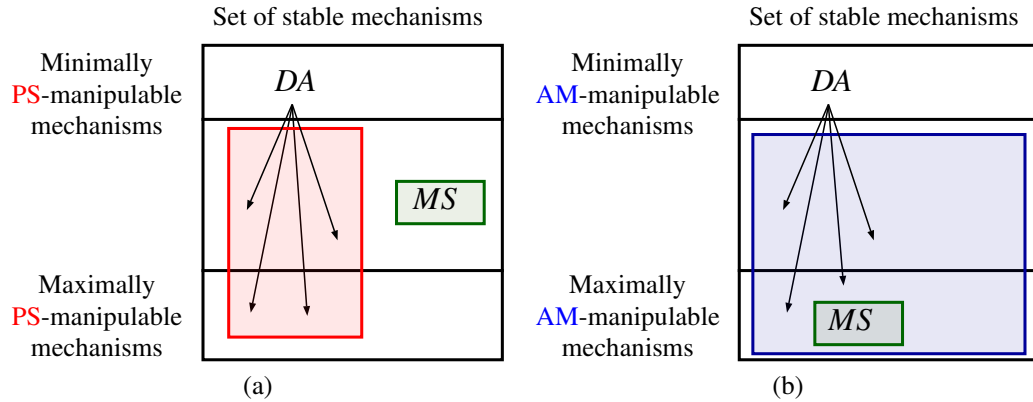 Set of stable mechanisms
Minimally
PS-manipulable
mechanisms
DA
MS
Maximally
PS-manipulable
mechanisms
(a)
Set of stable mechanisms
Minimally
AM-manipulable
mechanisms
DA
Maximally
AM-manipulable
mechanisms
MS
(b)